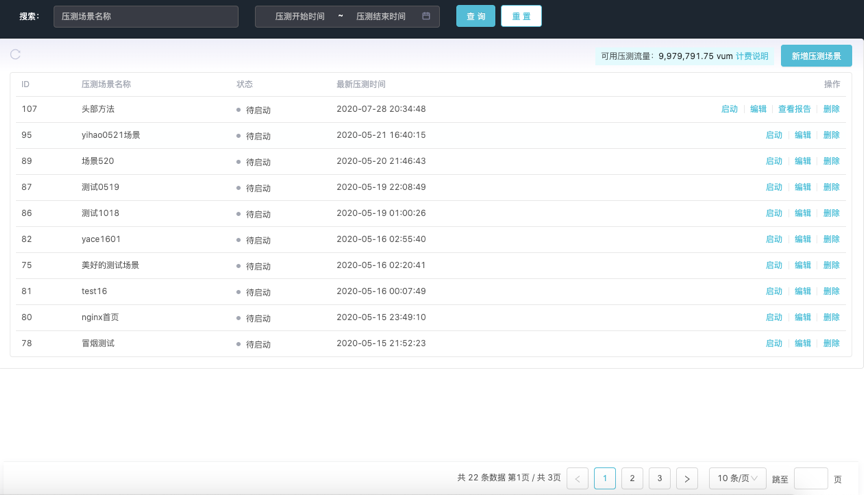 搜索： 压测场景名称 压测开始时间 ~ 压测结束时间 查 询 重 置
可用压测流量：9,979,791.75 vum 计费说明 新增压测场景
ID 压测场景名称 状态 最新压测时间 操作
107 头部方法 待启动 2020-07-28 20:34:48 启动 编辑 查看报告 删除
95 yihao0521场景 待启动 2020-05-21 16:40:15 启动 编辑 删除
89 场景520 待启动 2020-05-20 21:46:43 启动 编辑 删除
87 测试0519 待启动 2020-05-19 22:08:49 启动 编辑 删除
86 测试1018 待启动 2020-05-19 01:00:26 启动 编辑 删除
82 yace1601 待启动 2020-05-16 02:55:40 启动 编辑 删除
75 美好的测试场景 待启动 2020-05-16 02:20:41 启动 编辑 删除
81 test16 待启动 2020-05-16 00:07:49 启动 编辑 删除
80 nginx首页 待启动 2020-05-15 23:49:10 启动 编辑 删除
78 冒烟测试 待启动 2020-05-15 21:52:23 启动 编辑 删除
共 22 条数据 第1页 / 共 3页 < 1 2 3 > 10 条/页 跳至 页